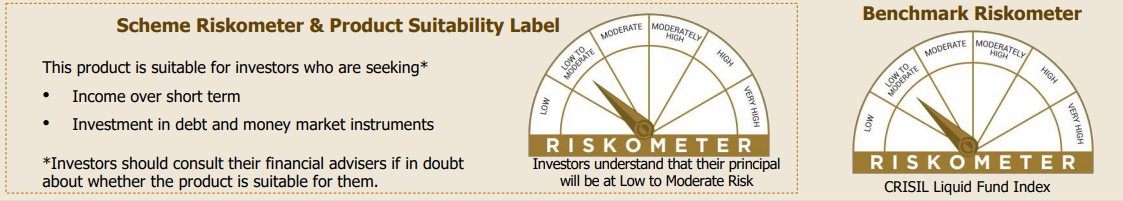 Scheme Riskometer & Product Suitability Label
This product is suitable for investors who are seeking*
• Income over short term
• Investment in debt and money market instruments
*Investors should consult their financial advisers if in doubt
about whether the product is suitable for them.
LOW
LOW TO
MODERATE
MODERATE
MODERATELY
HIGH
HIGH
VERY HIGH
RISKOMETER
Investors understand that their principal
will be at Low to Moderate Risk
Benchmark Riskometer
LOW
LOW TO
MODERATE
MODERATE
MODERATELY
HIGH
HIGH
VERY HIGH
RISKOMETER
CRISIL Liquid Fund Index